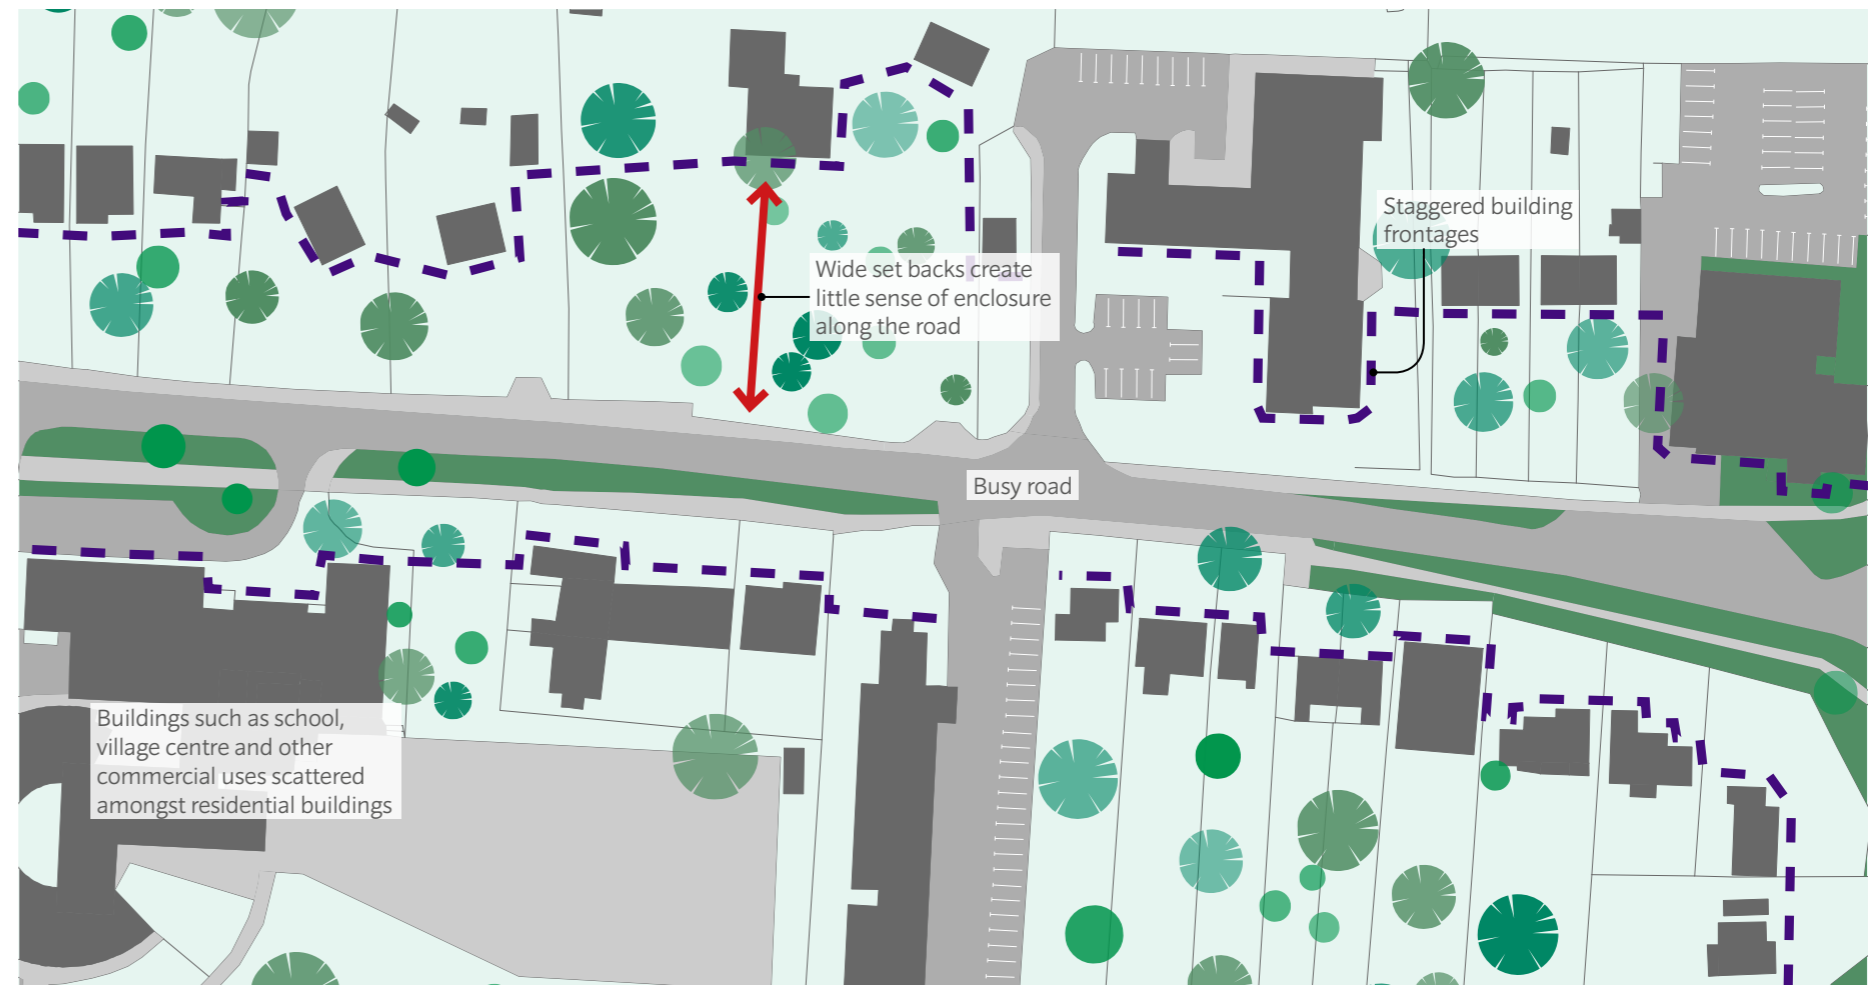 Staggered building
frontages
Wide set backs create
little sense of enclosure
along the road
Busy road
Buildings such as school,
village centre and other
commercial uses scattered
amongst residential buildings